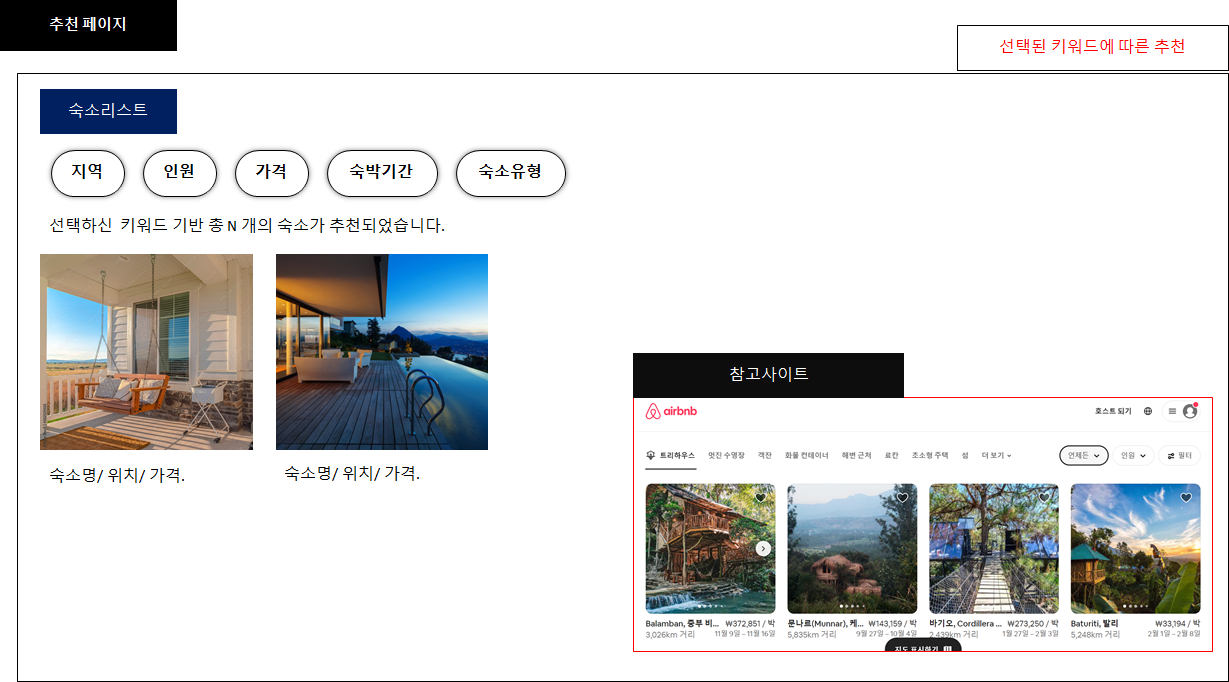 추천 페이지
선택된 키워드에 따른 추천
숙소리스트
지역 인원 가격 숙박기간 숙소유형
선택하신 키워드 기반 총 N 개의 숙소가 추천되었습니다.
숙소명/ 위치/ 가격.
숙소명/ 위치/ 가격.
참고사이트
airbnb 호스트 되기
트리하우스 멋진 수영장 객잔 화물 컨테이너 해변 근처 료칸 초소형 주택 섬 더 보기 언제든 인원 필터
Balamban, 중부 비... ₩372,851 / 박 문나르(Munnar), 케... ₩143,159 / 박 바기오, Cordillera ... ₩273,250 / 박 Baturiti, 발리 ₩33,194 / 박
3,026km 거리 11월 9일 – 11월 16일 5,835km 거리 9월 27일 – 10월 4일 2,439km 거리 1월 27일 – 2월 3일 5,248km 거리 2월 1일 – 2월 8일
지도 표시하기